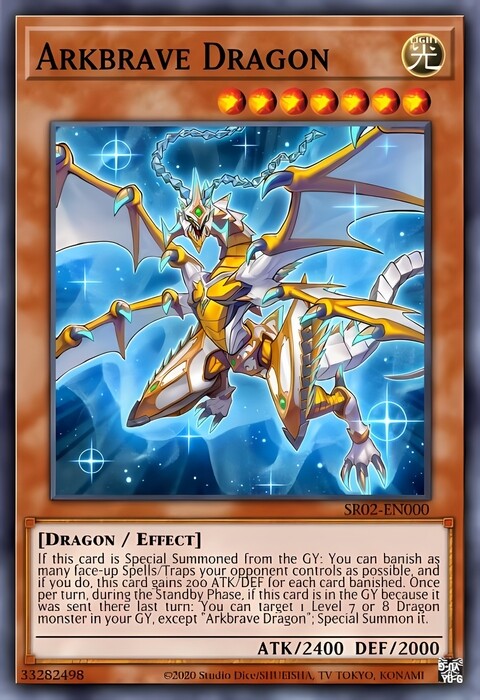 ARKBRAVE DRAGON
LIGHT
光
SR02-EN000
[DRAGON / EFFECT]
If this card is Special Summoned from the GY: You can banish as
many face-up Spells/Traps your opponent controls as possible, and
if you do, this card gains 200 ATK/DEF for each card banished. Once
per turn, during the Standby Phase, if this card is in the GY because it
was sent there last turn: You can target 1 Level 7 or 8 Dragon
monster in your GY, except "Arkbrave Dragon"; Special Summon it.
ATK/2400 DEF/2000
33282498
©2020 Studio Dice/SHUEISHA, TV TOKYO, KONAMI